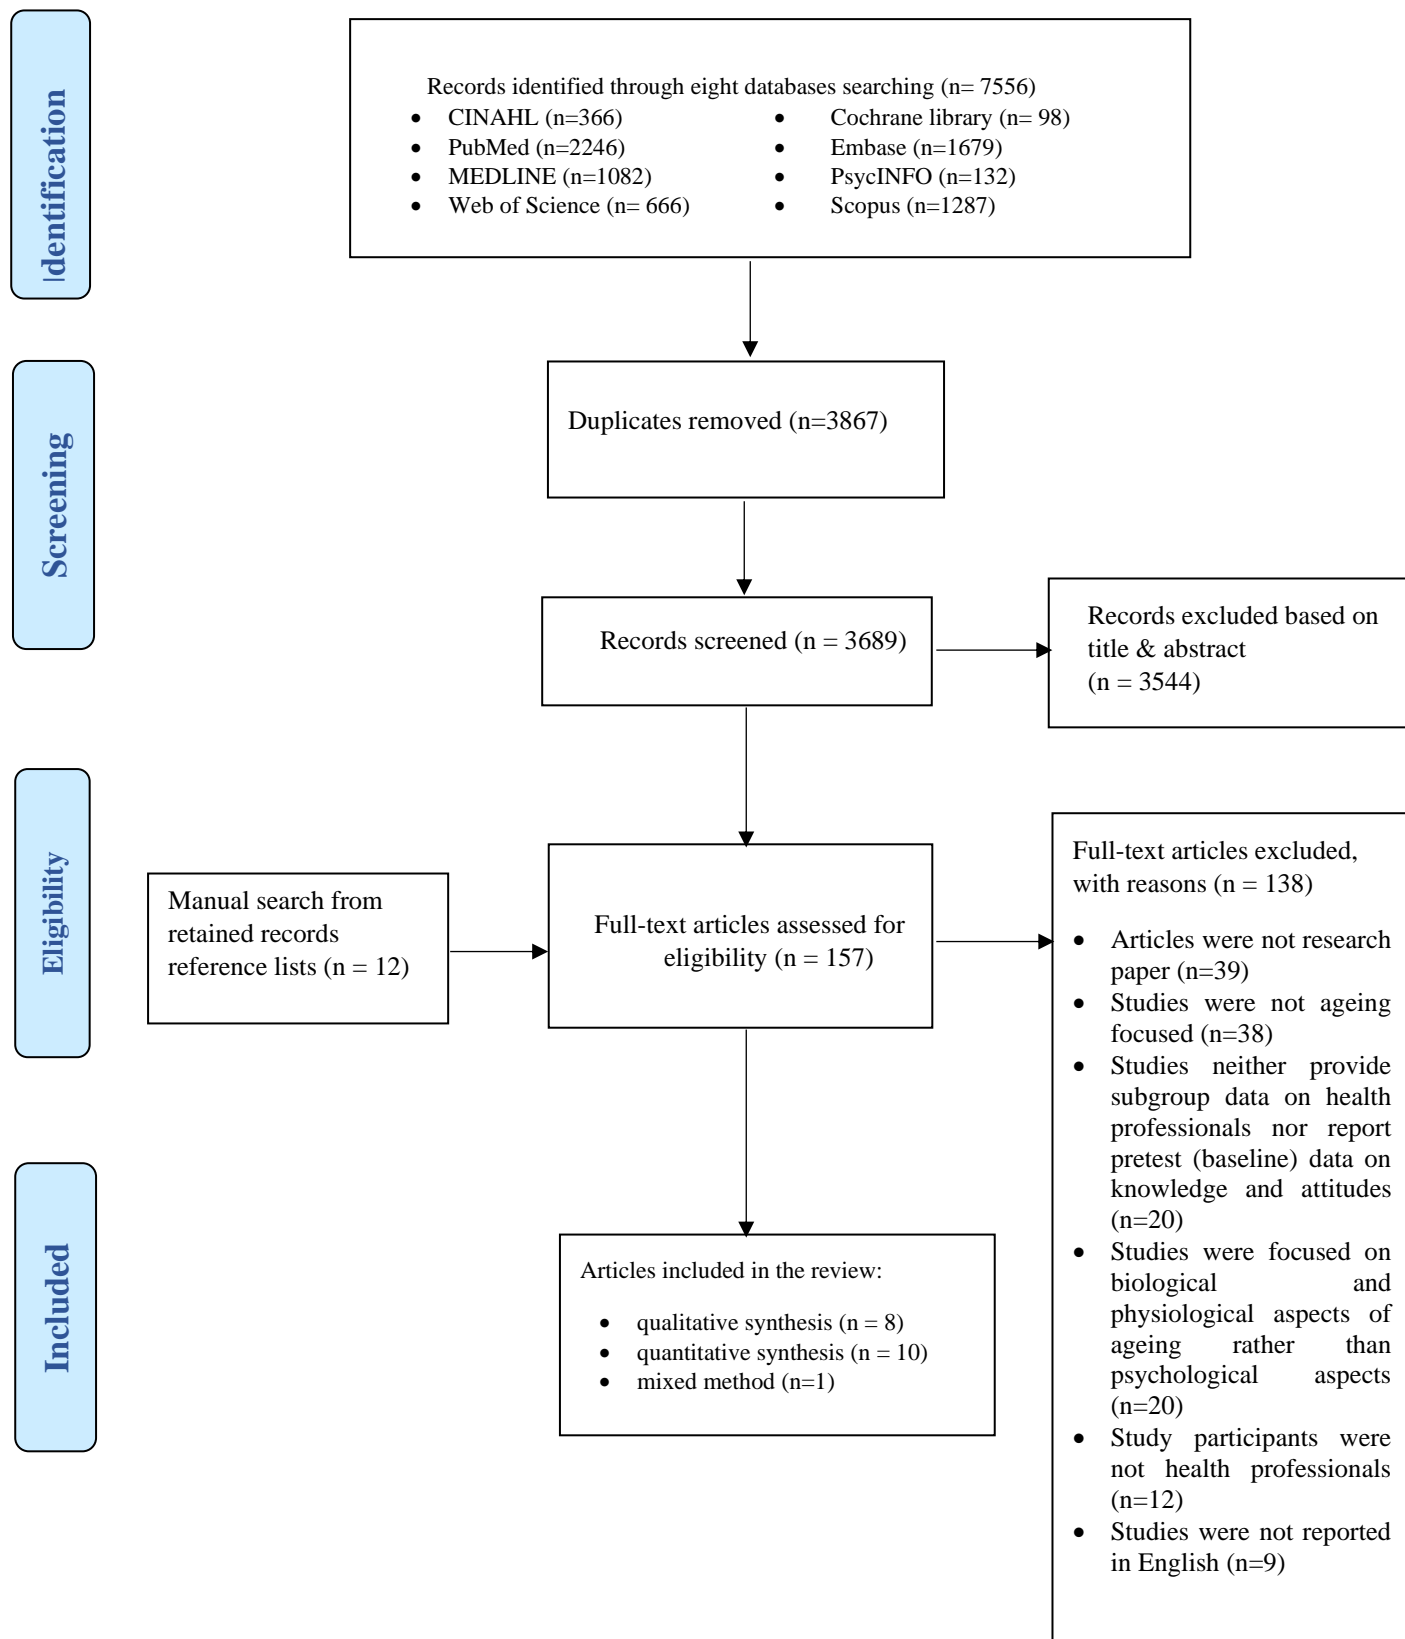 Identification
Records identified through eight databases searching (n= 7556)
• CINAHL (n=366)
• PubMed (n=2246)
• MEDLINE (n=1082)
• Web of Science (n= 666)
• Cochrane library (n= 98)
• Embase (n=1679)
• PsycINFO (n=132)
• Scopus (n=1287)
Screening
Duplicates removed (n=3867)
Records screened (n = 3689)
Records excluded based on
title & abstract
(n = 3544)
Eligibility
Manual search from
retained records
reference lists (n = 12)
Full-text articles assessed for
eligibility (n = 157)
Full-text articles excluded,
with reasons (n = 138)
• Articles were not research
paper (n=39)
• Studies were not ageing
focused (n=38)
• Studies neither provide
subgroup data on health
professionals nor report
pretest (baseline) data on
knowledge and attitudes
(n=20)
• Studies were focused on
biological and
physiological aspects of
ageing rather than
psychological aspects
(n=20)
• Study participants were
not health professionals
(n=12)
• Studies were not reported
in English (n=9)
Included
Articles included in the review:
• qualitative synthesis (n = 8)
• quantitative synthesis (n = 10)
• mixed method (n=1)